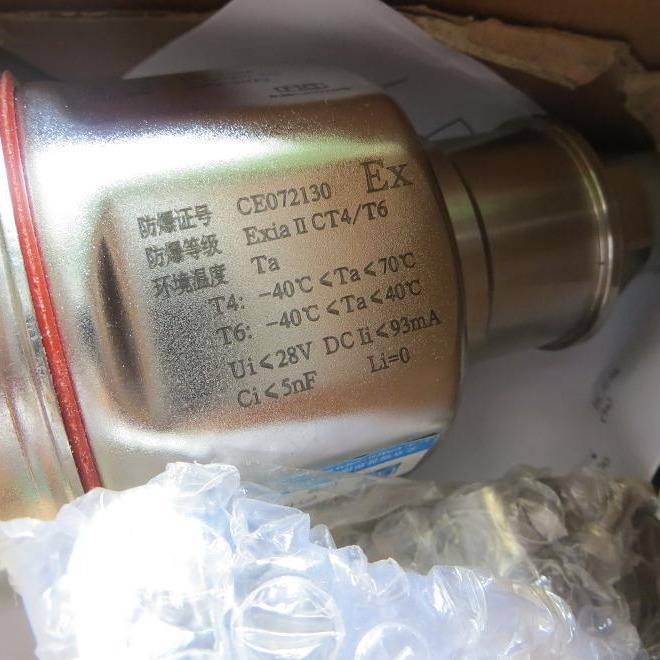 防爆证号 CE072130 Ex
防爆等级 Exia II CT4/T6
环境温度 Ta
T4: -40℃≤Ta≤70℃
T6: -40℃≤Ta≤40℃
Ui≤28V DC Ii≤93mA
Ci≤5nF Li=0